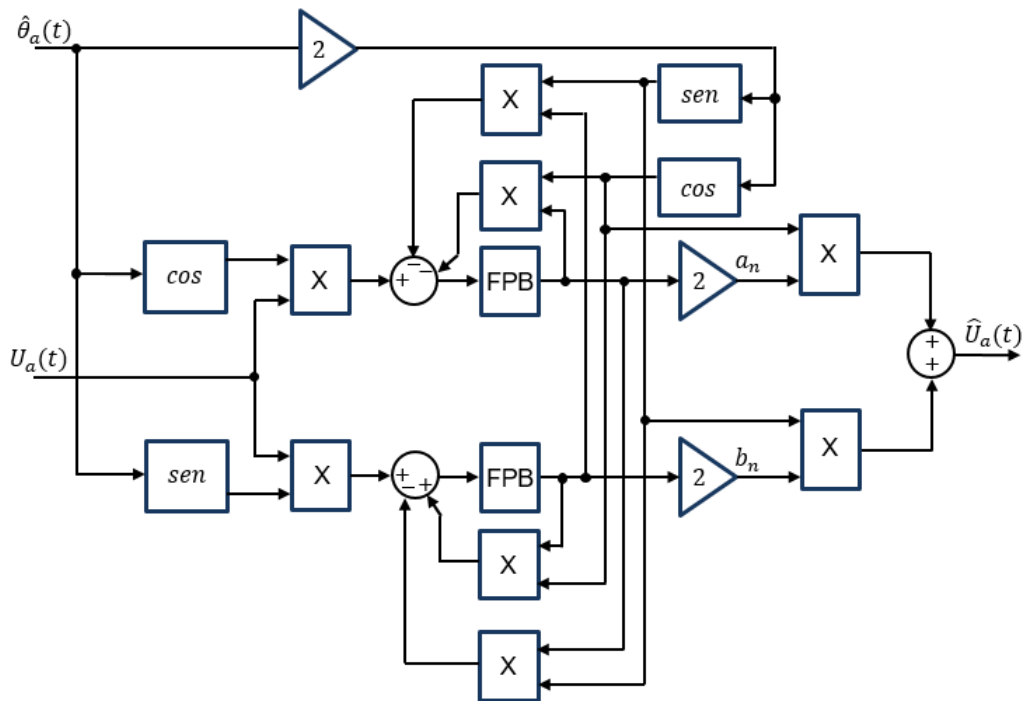 θ̂ₐ(t)
2
X
sen
X
cos
X
cos
X
+ − −
FPB
2
aₙ
Uₐ(t)
+
+
Ûₐ(t)
sen
X
+ − +
FPB
2
bₙ
X
X
X